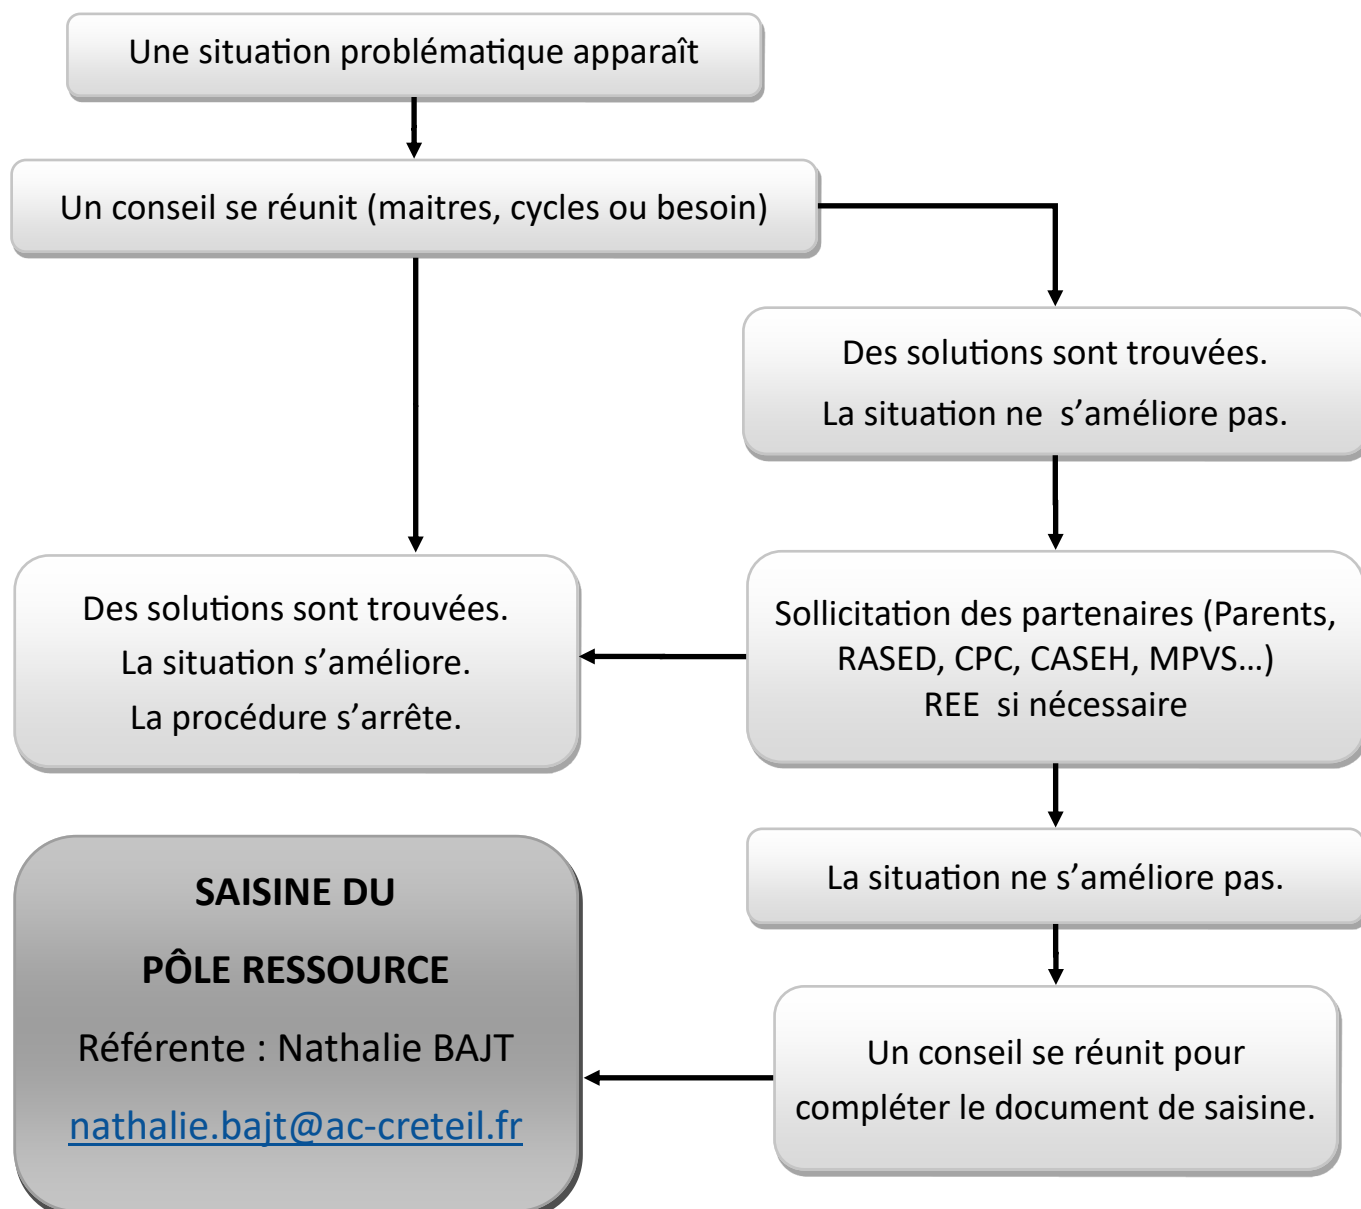 Une situation problématique apparaît
Un conseil se réunit (maitres, cycles ou besoin)
Des solutions sont trouvées.
La situation ne  s’améliore pas.
Des solutions sont trouvées.
La situation s’améliore.
La procédure s’arrête.
Sollicitation des partenaires (Parents,
RASED, CPC, CASEH, MPVS…)
REE  si nécessaire
La situation ne s’améliore pas.
SAISINE DU
PÔLE RESSOURCE
Référente : Nathalie BAJT
nathalie.bajt@ac-creteil.fr
Un conseil se réunit pour
compléter le document de saisine.